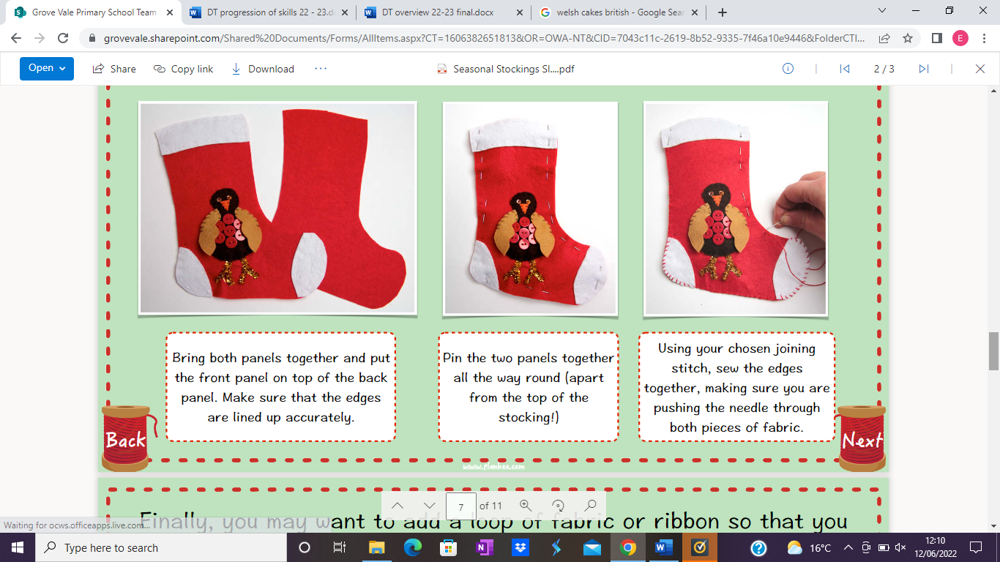 Grove Vale Primary School Team
DT progression of skills 22 - 23.d
DT overview 22-23 final.docx
welsh cakes british - Google Sear
grovevale.sharepoint.com/Shared%20Documents/Forms/AllItems.aspx?CT=1606382651813&OR=OWA-NT&CID=7043c11c-2619-8b52-9335-7f46a10e9446&FolderCTI...
E
Open
Share
Copy link
Download
Seasonal Stockings Sl....pdf
2 / 3
Bring both panels together and put
the front panel on top of the back
panel. Make sure that the edges
are lined up accurately.
Pin the two panels together
all the way round (apart
from the top of the
stocking!)
Using your chosen joining
stitch, sew the edges
together, making sure you are
pushing the needle through
both pieces of fabric.
Back
Next
www.planbee.com
7 of 11
Finally, you may want to add a loop of fabric or ribbon so that you
Waiting for ocws.officeapps.live.com...
Type here to search
16°C
12:10
12/06/2022